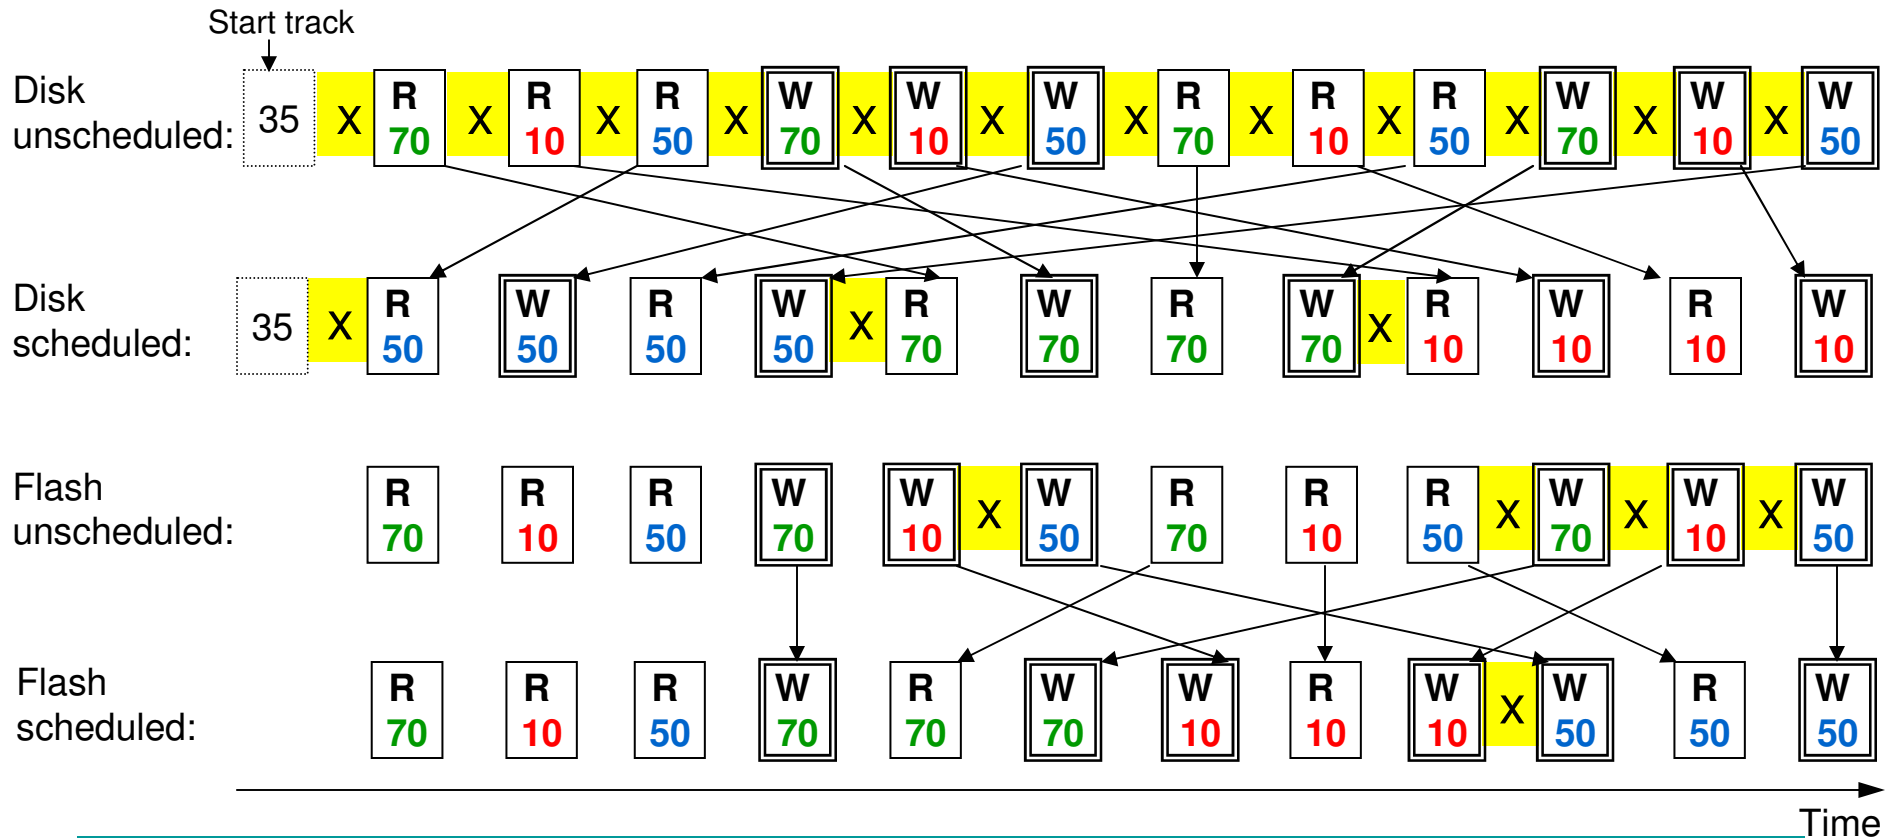 Start track
Disk unscheduled:
35 X R 70 X R 10 X R 50 X W 70 X W 10 X W 50 X R 70 X R 10 X R 50 X W 70 X W 10 X W 50
Disk scheduled:
35 X R 50 W 50 R 50 W 50 X R 70 W 70 R 70 W 70 X R 10 W 10 R 10 W 10
Flash unscheduled:
R 70 R 10 R 50 W 70 W 10 X W 50 R 70 R 10 R 50 X W 70 X W 10 X W 50
Flash scheduled:
R 70 R 10 R 50 W 70 R 70 W 70 W 10 R 10 W 10 X W 50 R 50 W 50
Time